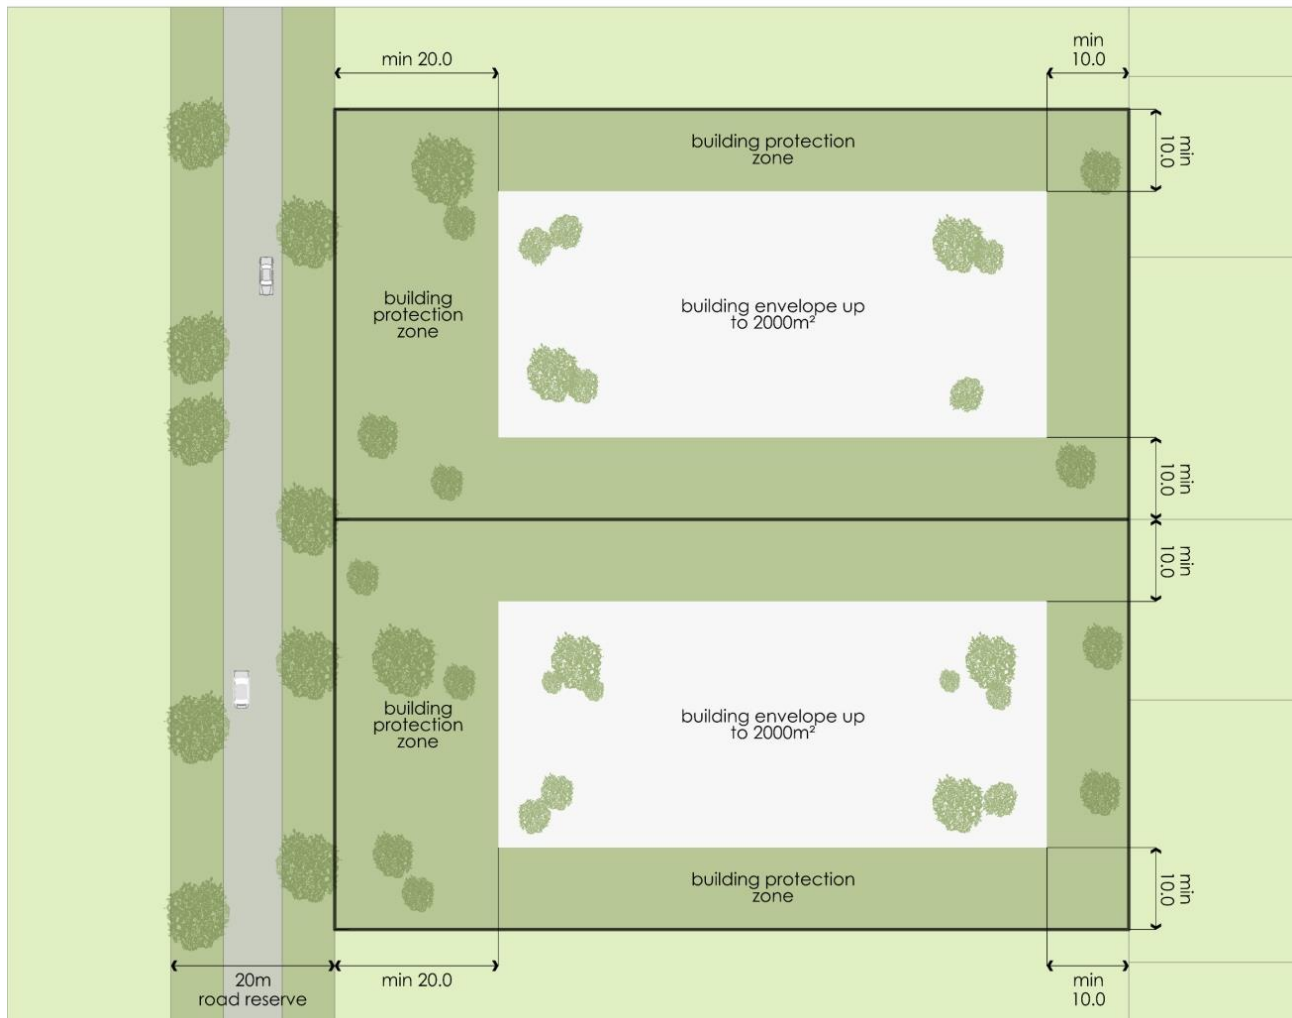 min 20.0
min
10.0
building protection
zone
min
10.0
building
protection
zone
building envelope up
to 2000m²
min
10.0
min
10.0
building
protection
zone
building envelope up
to 2000m²
building protection
zone
min
10.0
20m
road reserve
min 20.0
min
10.0